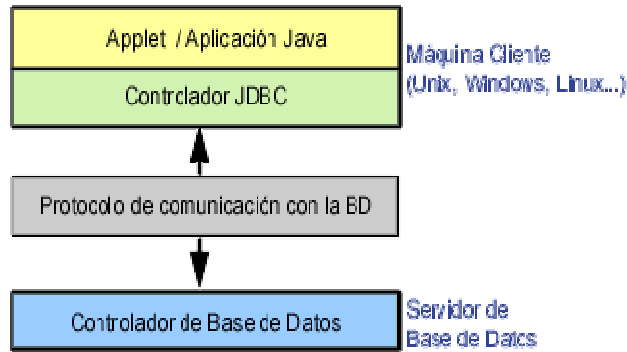 Applet / Aplicación Java
Controlador JDBC
Máquina Cliente
(Unix, Windows, Linux...)
Protocolo de comunicación con la BD
Controlador de Base de Datos
Servidor de
Base de Datos